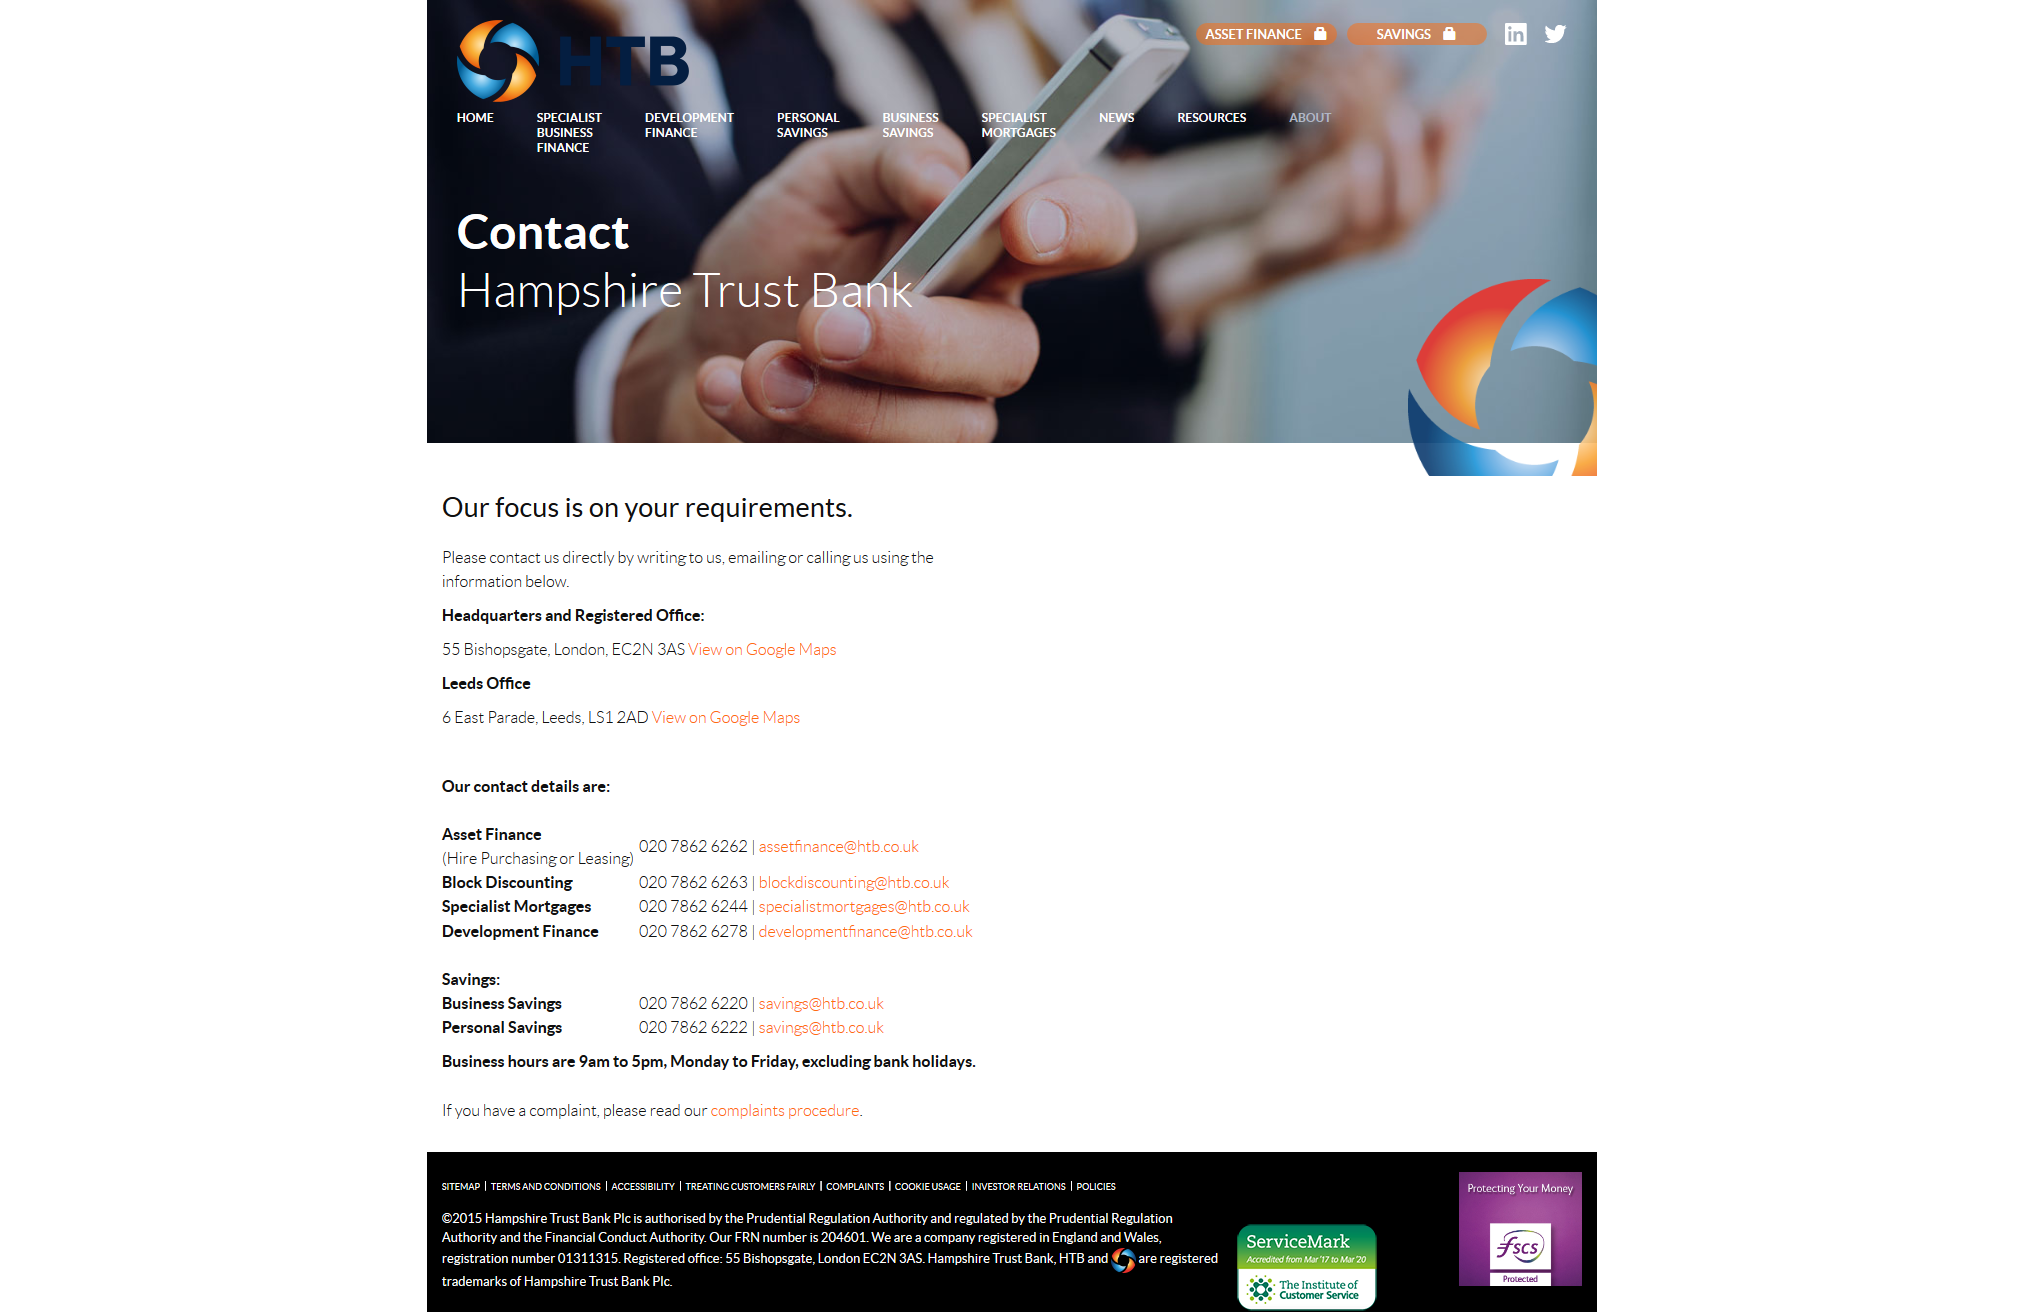 HTB
ASSET FINANCE
SAVINGS
in
HOME
SPECIALIST
BUSINESS
FINANCE
DEVELOPMENT
FINANCE
PERSONAL
SAVINGS
BUSINESS
SAVINGS
SPECIALIST
MORTGAGES
NEWS
RESOURCES
ABOUT
Contact
Hampshire Trust Bank
Our focus is on your requirements.
Please contact us directly by writing to us, emailing or calling us using the
information below.
Headquarters and Registered Office:
55 Bishopsgate, London, EC2N 3AS View on Google Maps
Leeds Office
6 East Parade, Leeds, LS1 2AD View on Google Maps
Our contact details are:
Asset Finance
(Hire Purchasing or Leasing) 020 7862 6262 | assetfinance@htb.co.uk
Block Discounting 020 7862 6263 | blockdiscounting@htb.co.uk
Specialist Mortgages 020 7862 6244 | specialistmortgages@htb.co.uk
Development Finance 020 7862 6278 | developmentfinance@htb.co.uk
Savings:
Business Savings 020 7862 6220 | savings@htb.co.uk
Personal Savings 020 7862 6222 | savings@htb.co.uk
Business hours are 9am to 5pm, Monday to Friday, excluding bank holidays.
If you have a complaint, please read our complaints procedure.
SITEMAP | TERMS AND CONDITIONS | ACCESSIBILITY | TREATING CUSTOMERS FAIRLY | COMPLAINTS | COOKIE USAGE | INVESTOR RELATIONS | POLICIES
©2015 Hampshire Trust Bank Plc is authorised by the Prudential Regulation Authority and regulated by the Prudential Regulation
Authority and the Financial Conduct Authority. Our FRN number is 204601. We are a company registered in England and Wales,
registration number 01311315. Registered office: 55 Bishopsgate, London EC2N 3AS. Hampshire Trust Bank, HTB and are registered
trademarks of Hampshire Trust Bank Plc.
ServiceMark
Accredited from Mar '17 to Mar '20
The Institute of
Customer Service
Protecting Your Money
FSCS
Protected